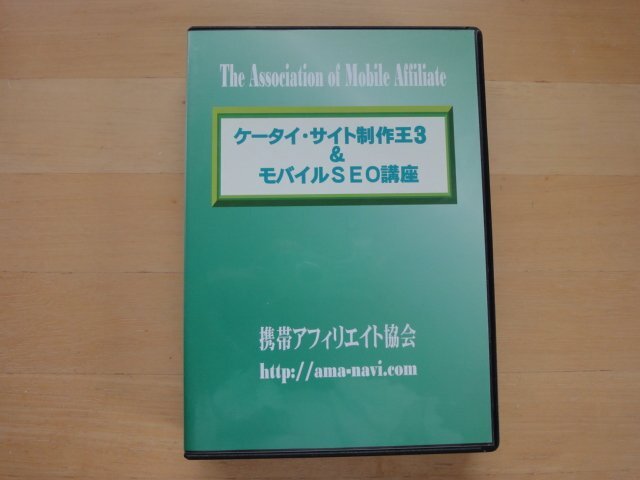 The Association of Mobile Affiliate
ケータイ・サイト制作王3
&
モバイルSEO講座
携帯アフィリエイト協会
http://ama-navi.com